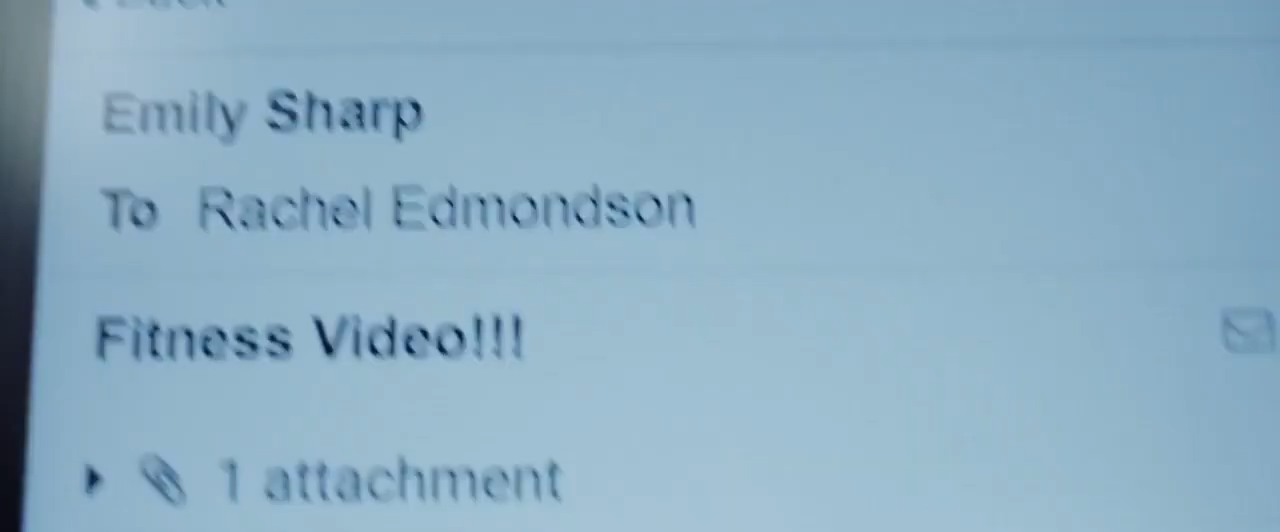 Emily Sharp
To Rachel Edmondson
Fitness Video!!!
1 attachment